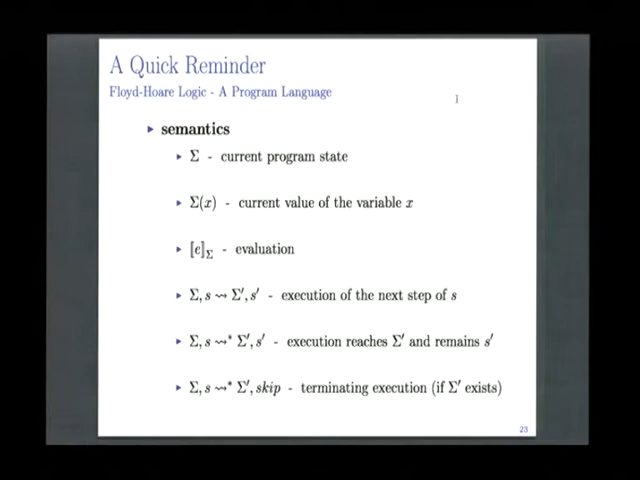 A Quick Reminder
Floyd-Hoare Logic - A Program Language
▸ semantics
▸ Σ - current program state
▸ Σ(x) - current value of the variable x
▸ ⟦e⟧_Σ - evaluation
▸ Σ, s ⇝ Σ′, s′ - execution of the next step of s
▸ Σ, s ⇝* Σ′, s′ - execution reaches Σ′ and remains s′
▸ Σ, s ⇝* Σ′, skip - terminating execution (if Σ′ exists)
23